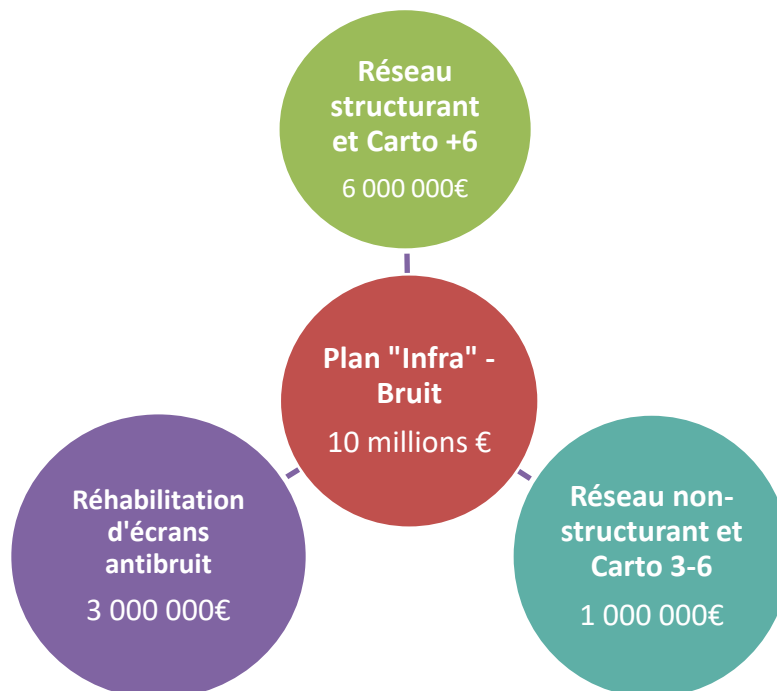 Réseau
structurant
et Carto +6
6 000 000€
Plan "Infra" -
Bruit
10 millions €
Réhabilitation
d'écrans
antibruit
3 000 000€
Réseau non-
structurant et
Carto 3-6
1 000 000€